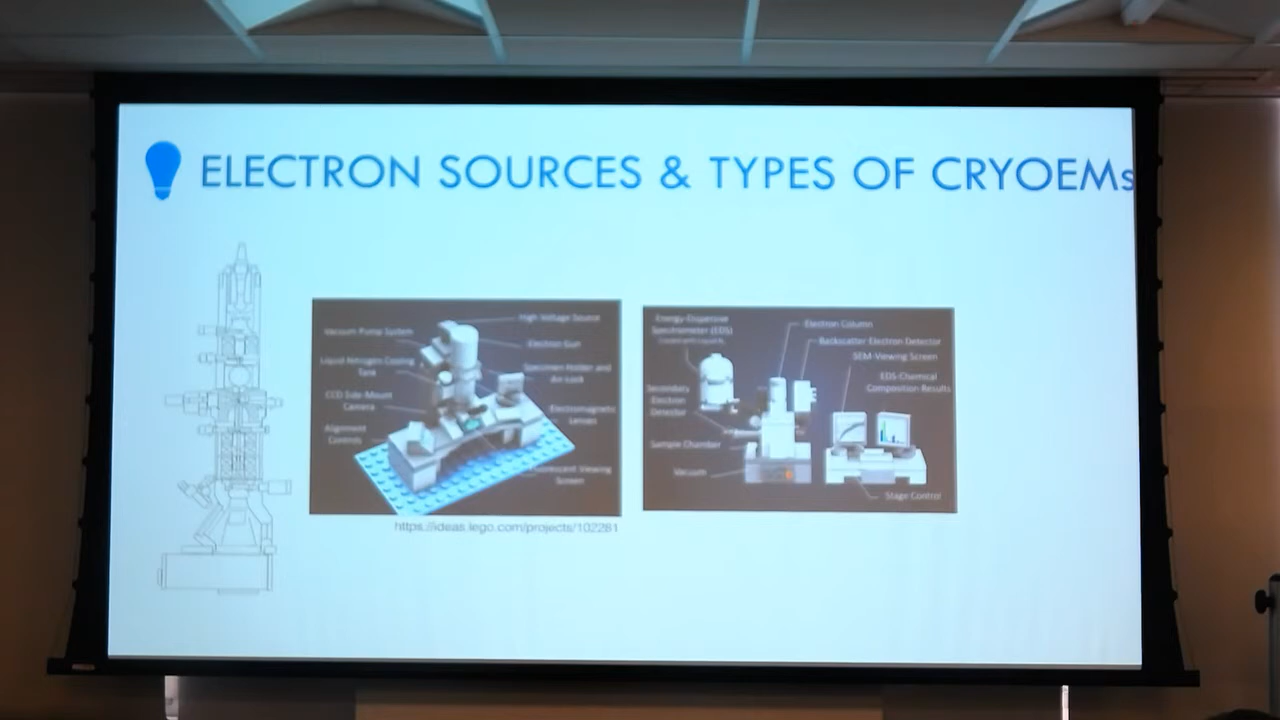 ELECTRON SOURCES & TYPES OF CRYOEMs
High Voltage Source
Vacuum Pump System
Electron Gun
Liquid Nitrogen Cooling
Tank
Specimen Holder and
Air Lock
CCD Side-Mount
Camera
Electromagnetic
Lenses
Alignment
Controls
Fluorescent Viewing
Screen
https://ideas.lego.com/projects/102281
Energy-Dispersive
Spectrometer (EDS)
Electron Column
Backscatter Electron Detector
SEM Viewing Screen
EDS Chemical
Composition Results
Secondary
Electron
Detector
Sample Chamber
Vacuum
Stage Control